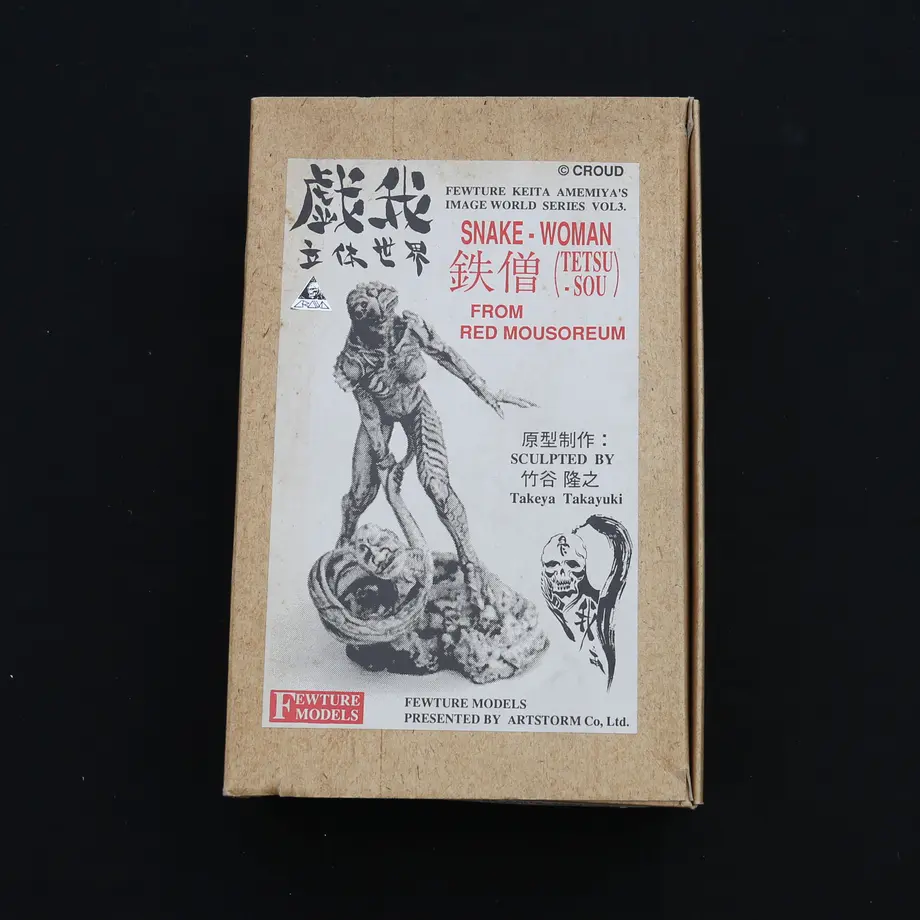 戯我
立体世界
© CROUD
FEWTURE KEITA AMEMIYA'S
IMAGE WORLD SERIES VOL3.
SNAKE - WOMAN
鉄僧 (TETSU
- SOU)
FROM
RED MOUSOREUM
CROUD
原型制作:
SCULPTED BY
竹谷 隆之
Takeya Takayuki
我
FEWTURE
MODELS
FEWTURE MODELS
PRESENTED BY ARTSTORM Co, Ltd.